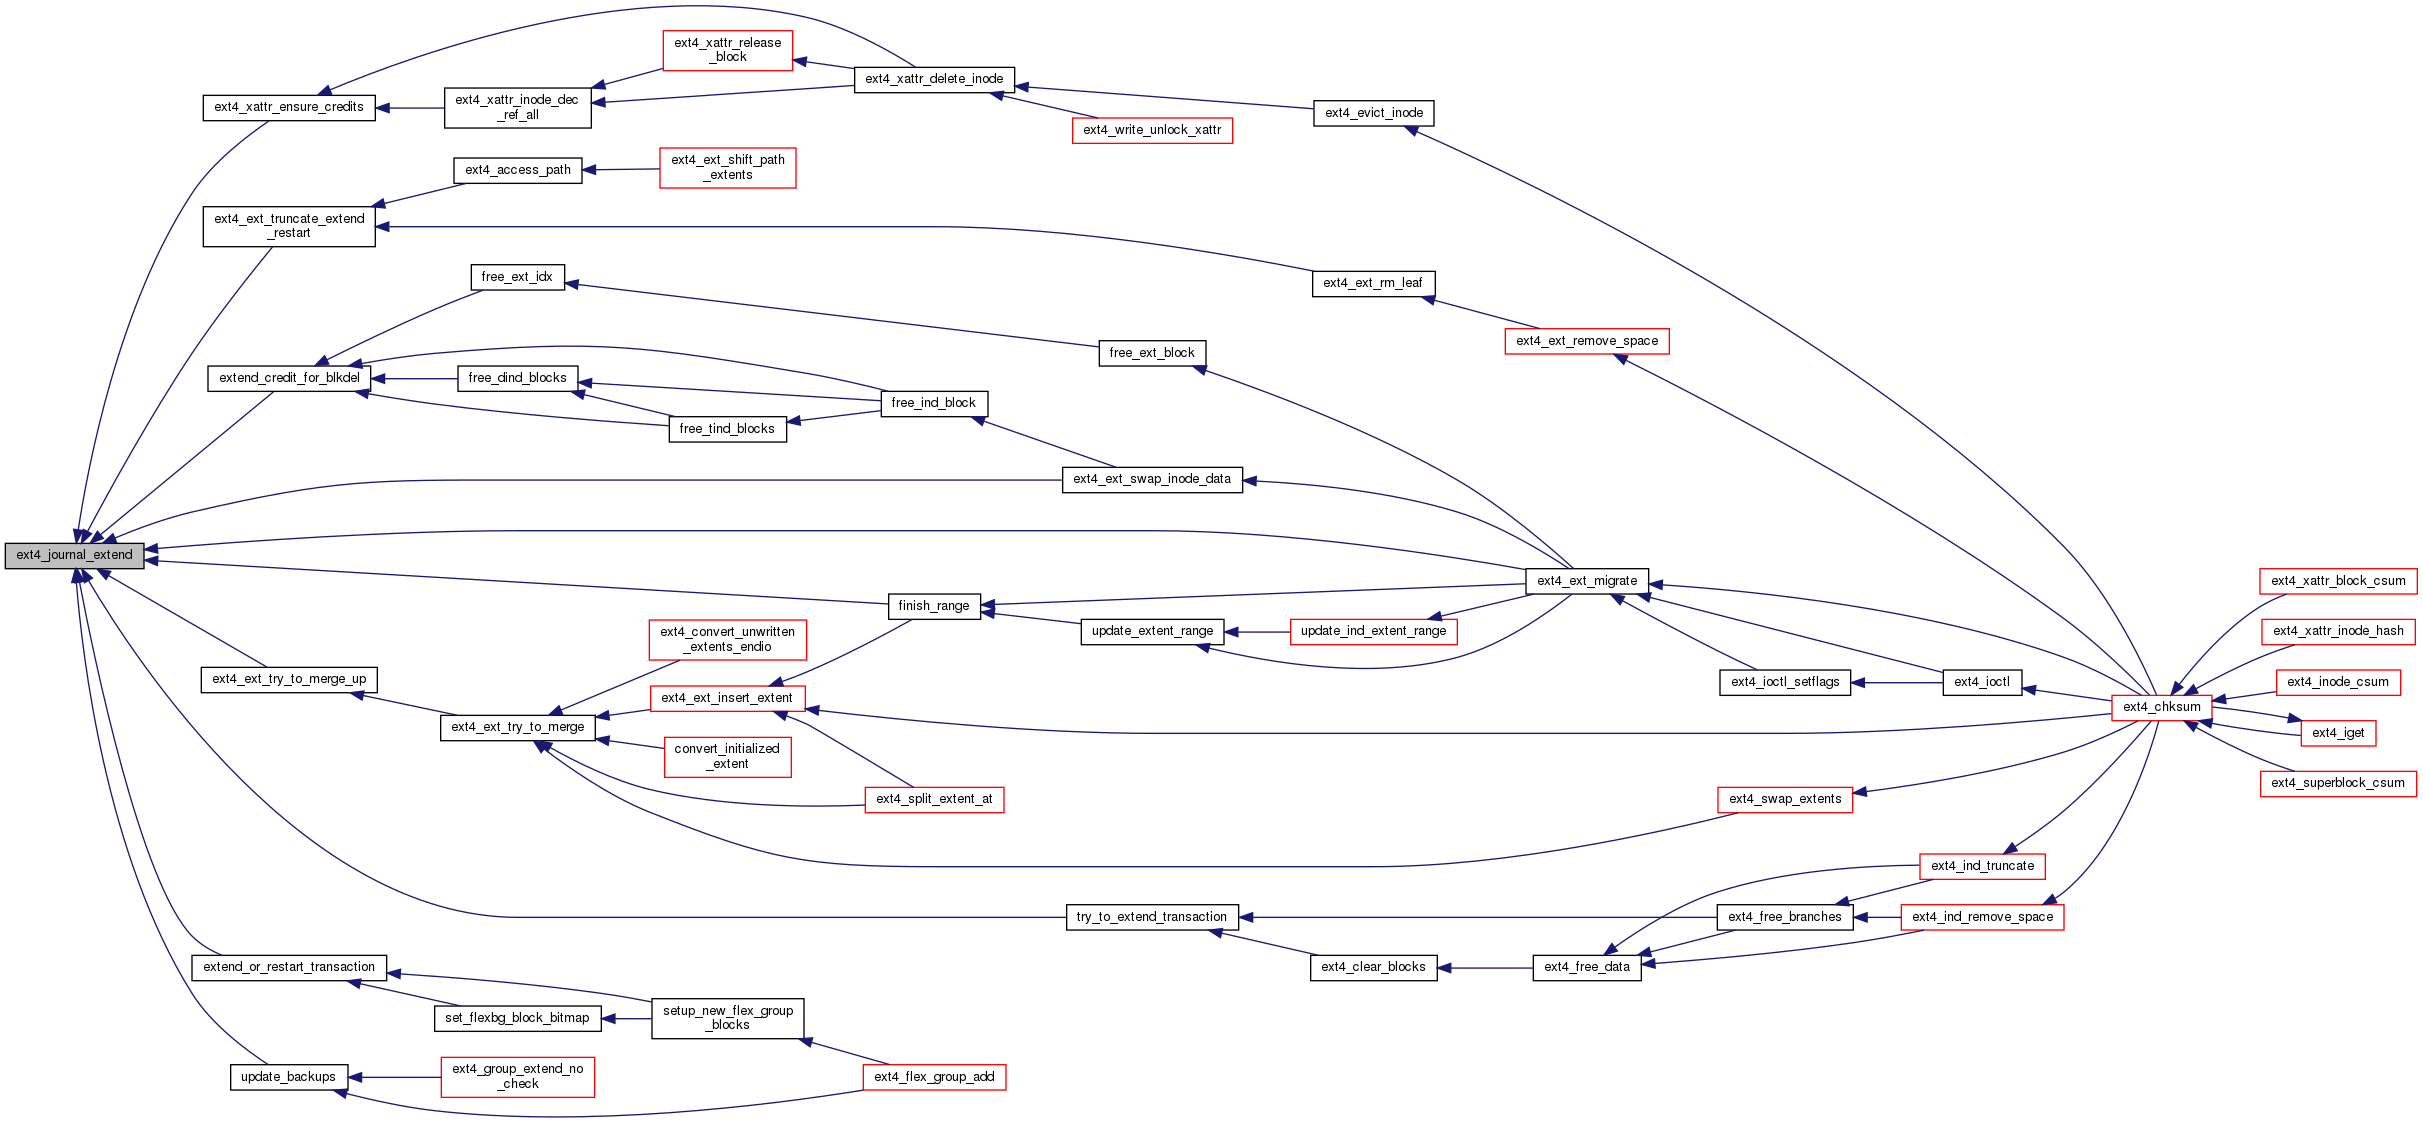 ext4_xattr_release
_block
ext4_xattr_delete_inode
ext4_xattr_ensure_credits
ext4_xattr_inode_dec
_ref_all
ext4_evict_inode
ext4_write_unlock_xattr
ext4_access_path
ext4_ext_shift_path
_extents
ext4_ext_truncate_extend
_restart
free_ext_idx
ext4_ext_rm_leaf
ext4_ext_remove_space
free_ext_block
extend_credit_for_blkdel
free_dind_blocks
free_ind_block
free_tind_blocks
ext4_ext_swap_inode_data
ext4_journal_extend
ext4_ext_migrate
ext4_xattr_block_csum
finish_range
ext4_convert_unwritten
_extents_endio
update_extent_range
update_ind_extent_range
ext4_xattr_inode_hash
ext4_ext_try_to_merge_up
ext4_ioctl_setflags
ext4_ioctl
ext4_inode_csum
ext4_ext_insert_extent
ext4_chksum
ext4_ext_try_to_merge
ext4_iget
convert_initialized
_extent
ext4_superblock_csum
ext4_split_extent_at
ext4_swap_extents
ext4_ind_truncate
try_to_extend_transaction
ext4_free_branches
ext4_ind_remove_space
extend_or_restart_transaction
ext4_clear_blocks
ext4_free_data
set_flexbg_block_bitmap
setup_new_flex_group
_blocks
update_backups
ext4_group_extend_no
_check
ext4_flex_group_add